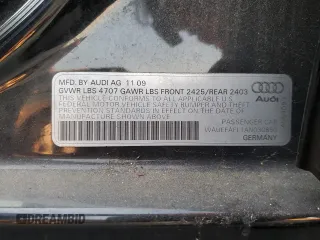 MFD. BY AUDI AG 11 09
GVWR LBS 4707 GAWR LBS FRONT 2425/REAR 2403
THIS VEHICLE CONFORMS TO ALL APPLICABLE U.S.
FEDERAL MOTOR VEHICLE SAFETY BUMPER AND THEFT
PREVENTION STANDARDS IN EFFECT ON THE DATE OF
MANUFACTURE SHOWN ABOVE.
Audi
PASSENGER CAR
GERMANY
© DREAMBID